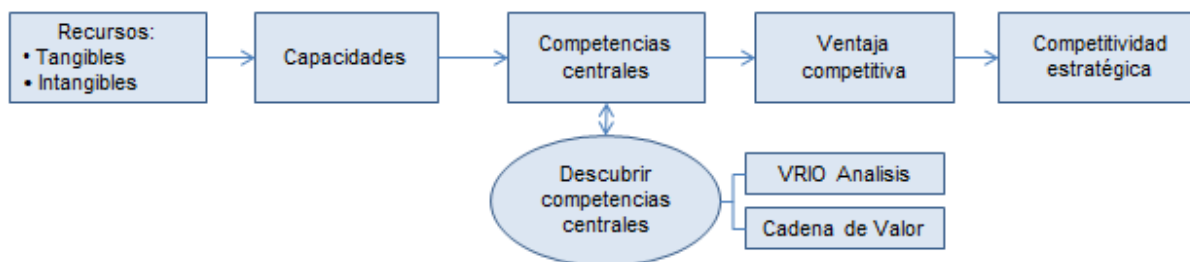 Recursos:
• Tangibles
• Intangibles
Capacidades
Competencias
centrales
Ventaja
competitiva
Competitividad
estratégica
Descubrir
competencias
centrales
VRIO Analisis
Cadena de Valor